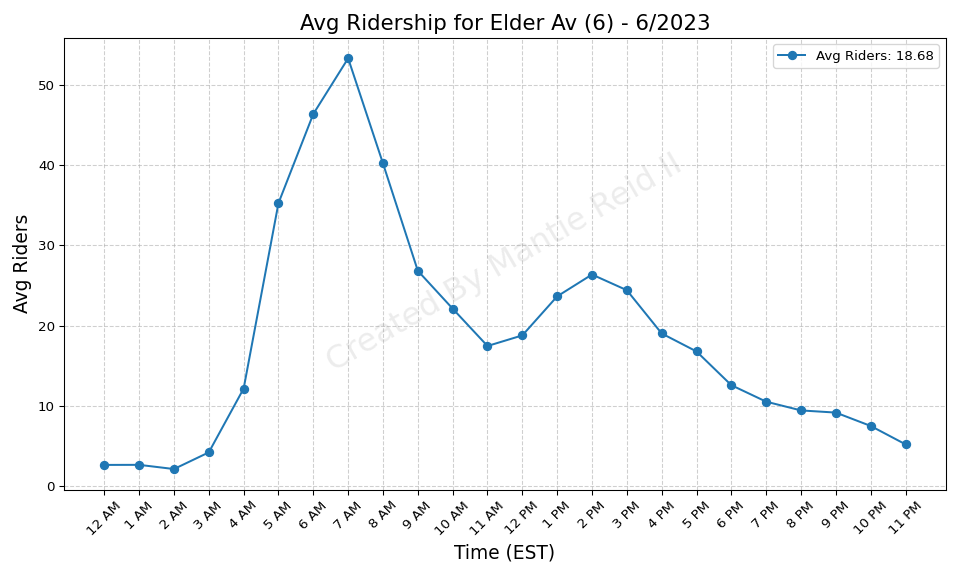 Avg Ridership for Elder Av (6) - 6/2023
Avg Riders: 18.68
Avg Riders
50
40
30
20
10
0
Created By Mantie Reid II
12 AM
1 AM
2 AM
3 AM
4 AM
5 AM
6 AM
7 AM
8 AM
9 AM
10 AM
11 AM
12 PM
1 PM
2 PM
3 PM
4 PM
5 PM
6 PM
7 PM
8 PM
9 PM
10 PM
11 PM
Time (EST)